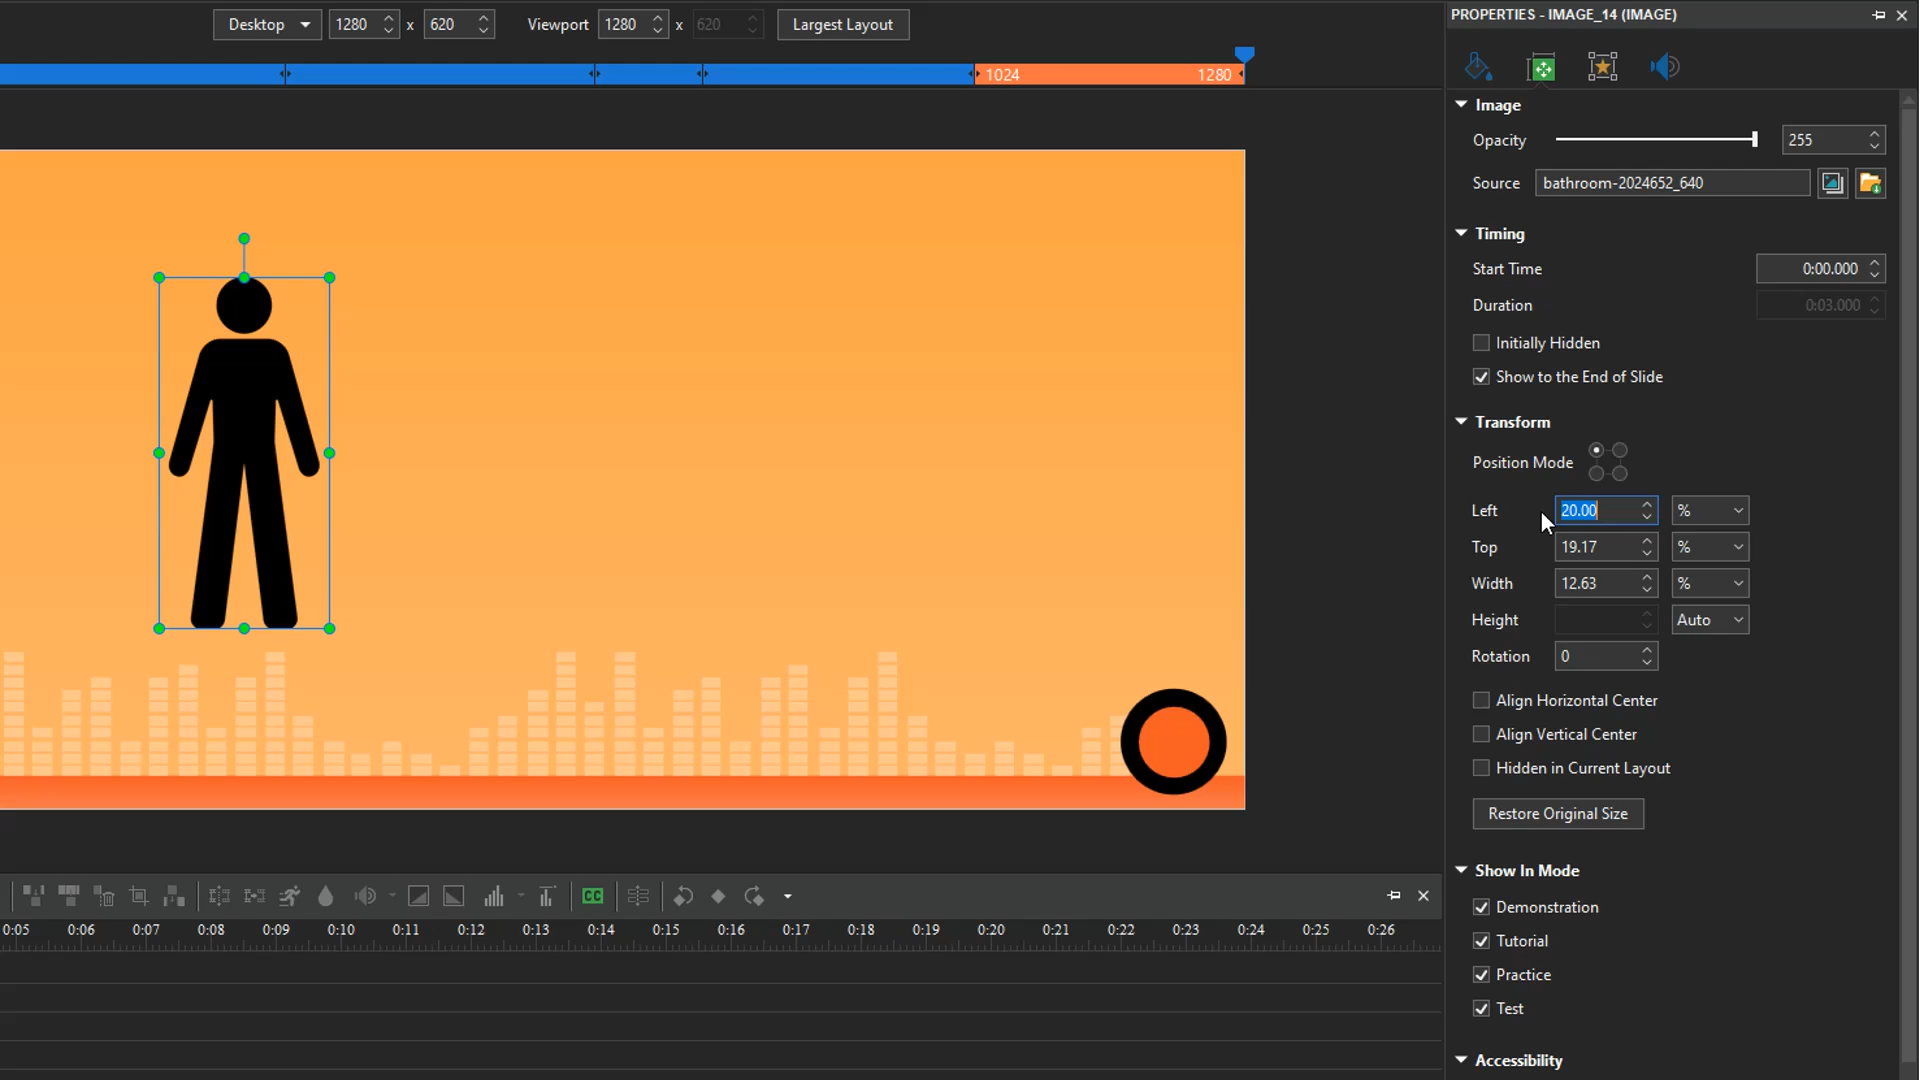 PROPERTIES - IMAGE_14 (IMAGE)
Desktop 1280 x 620 Viewport 1280 x 620 Largest Layout
1024 1280
Image
Opacity 255
Source bathroom-2024652_640
Timing
Start Time 0:00.000
Duration 0:03.000
Initially Hidden
Show to the End of Slide
Transform
Position Mode
Left 20.00 %
Top 19.17 %
Width 12.63 %
Height Auto
Rotation 0
Align Horizontal Center
Align Vertical Center
Hidden in Current Layout
Restore Original Size
Show In Mode
Demonstration
Tutorial
Practice
Test
Accessibility
CC
0:05 0:06 0:07 0:08 0:09 0:10 0:11 0:12 0:13 0:14 0:15 0:16 0:17 0:18 0:19 0:20 0:21 0:22 0:23 0:24 0:25 0:26